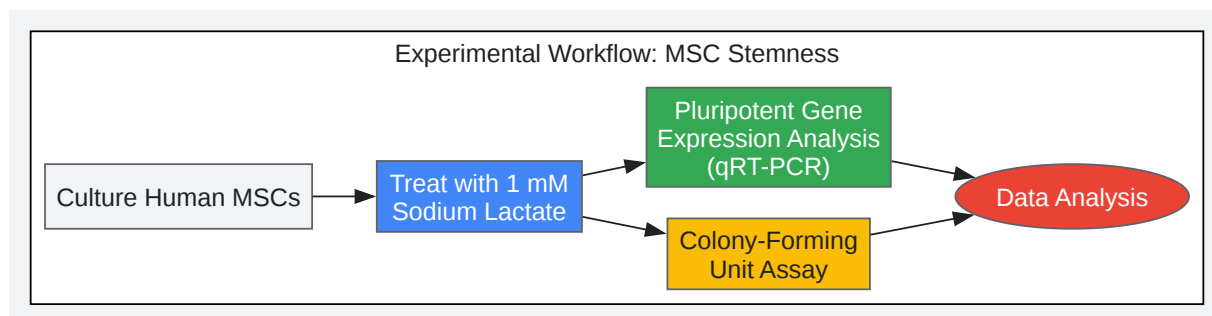 Experimental Workflow: MSC Stemness
Culture Human MSCs
Treat with 1 mM
Sodium Lactate
Pluripotent Gene
Expression Analysis
(qRT-PCR)
Colony-Forming
Unit Assay
Data Analysis